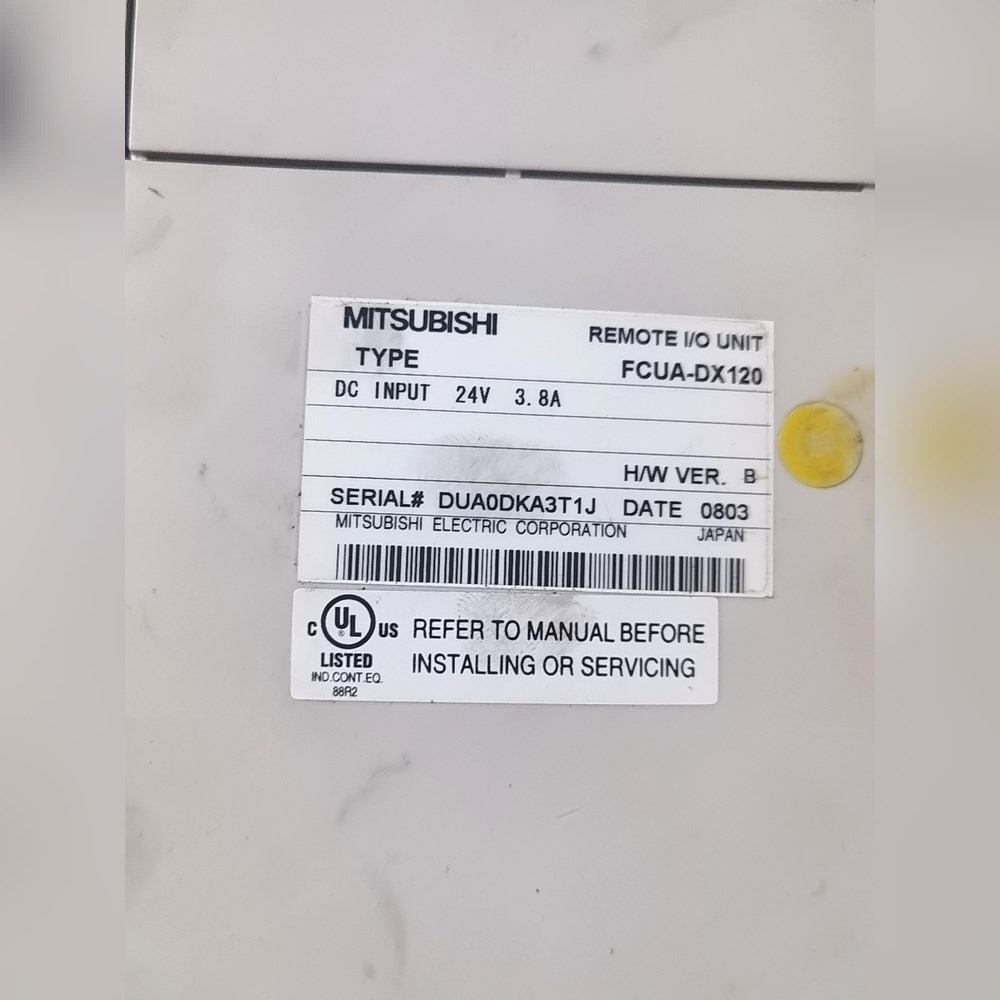 MITSUBISHI
REMOTE I/O UNIT
TYPE FCUA-DX120
DC INPUT 24V 3.8A
H/W VER. B
SERIAL# DUA0DKA3T1J DATE 0803
MITSUBISHI ELECTRIC CORPORATION JAPAN
C UL ® US
LISTED
IND.CONT.EQ.
88R2
REFER TO MANUAL BEFORE
INSTALLING OR SERVICING